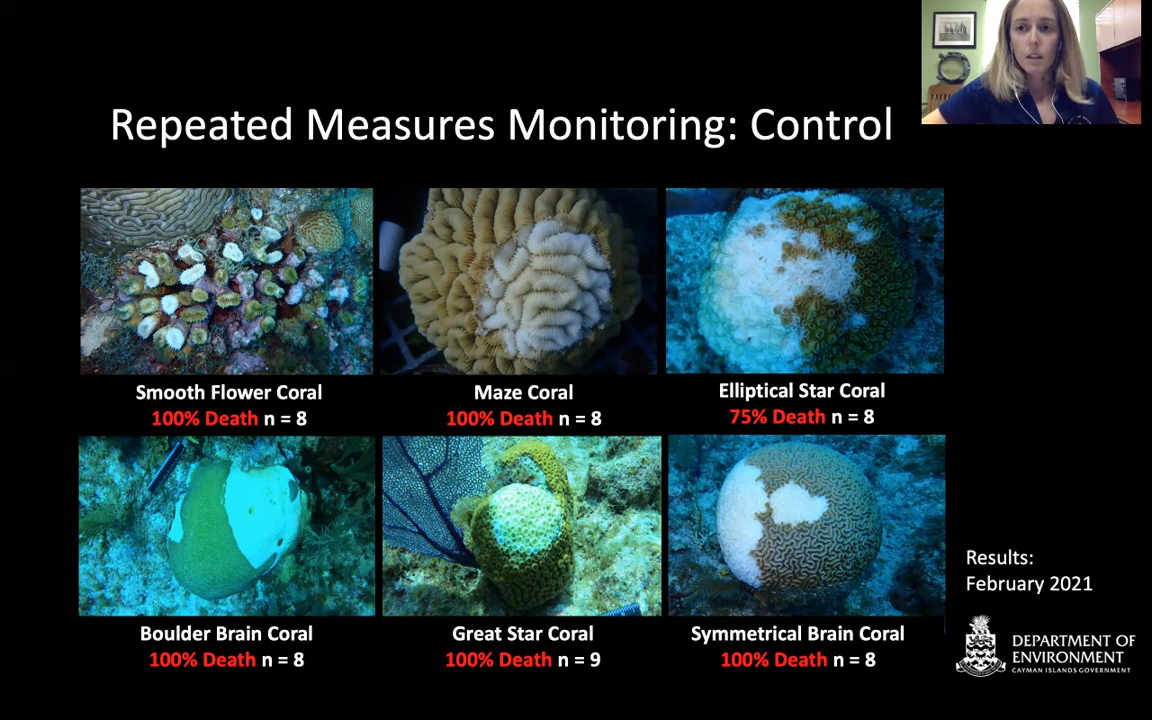 Repeated Measures Monitoring: Control
Smooth Flower Coral
100% Death n = 8
Maze Coral
100% Death n = 8
Elliptical Star Coral
75% Death n = 8
Boulder Brain Coral
100% Death n = 8
Great Star Coral
100% Death n = 9
Symmetrical Brain Coral
100% Death n = 8
Results:
February 2021
DEPARTMENT OF
ENVIRONMENT
CAYMAN ISLANDS GOVERNMENT